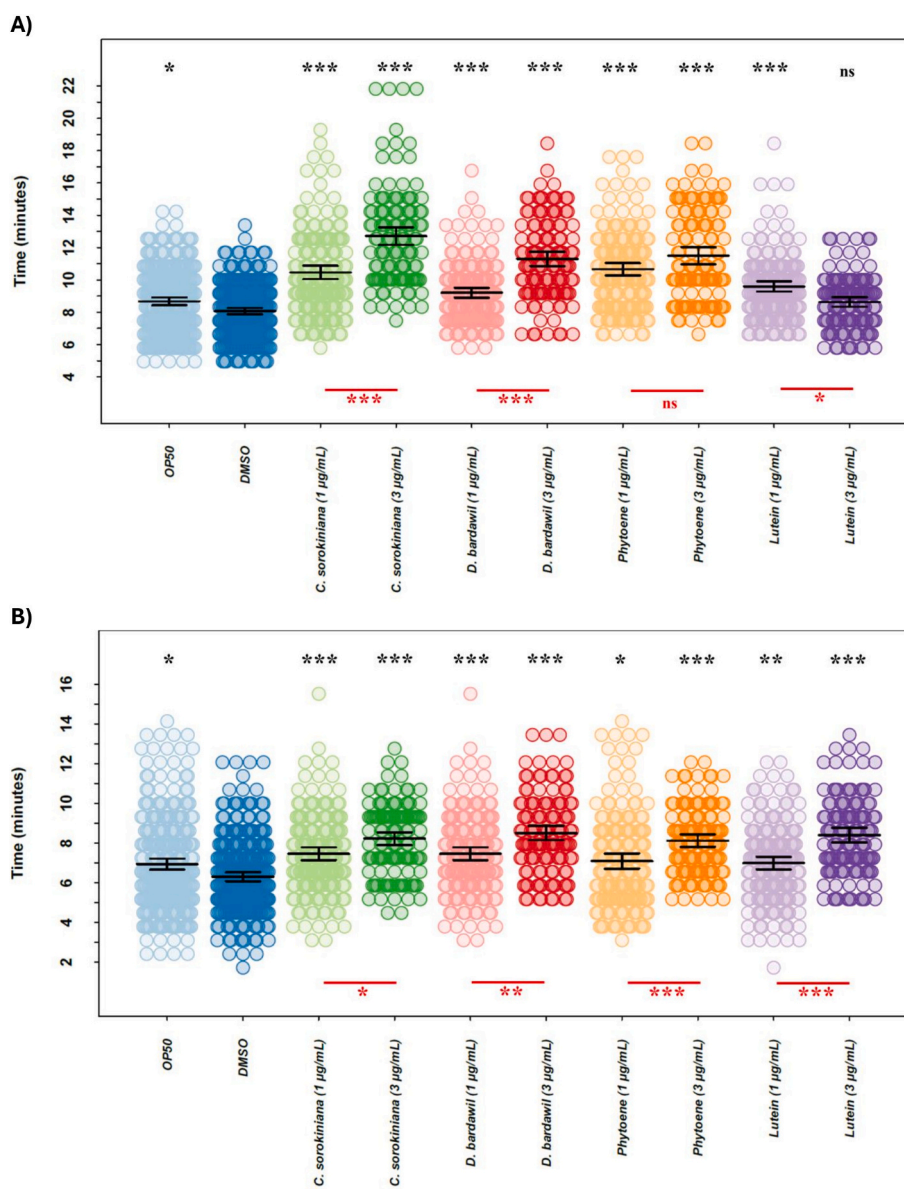 A)
* *** *** *** *** *** *** *** ns
Time (minutes)
22
20
18
16
14
12
10
8
6
4
*** *** ns *
OP50
DMSO
C. sorokiniana (1 µg/mL)
C. sorokiniana (3 µg/mL)
D. bardawil (1 µg/mL)
D. bardawil (3 µg/mL)
Phytoene (1 µg/mL)
Phytoene (3 µg/mL)
Lutein (1 µg/mL)
Lutein (3 µg/mL)
B)
* *** *** *** *** * *** ** ***
Time (minutes)
16
14
12
10
8
6
4
2
* ** *** ***
OP50
DMSO
C. sorokiniana (1 µg/mL)
C. sorokiniana (3 µg/mL)
D. bardawil (1 µg/mL)
D. bardawil (3 µg/mL)
Phytoene (1 µg/mL)
Phytoene (3 µg/mL)
Lutein (1 µg/mL)
Lutein (3 µg/mL)